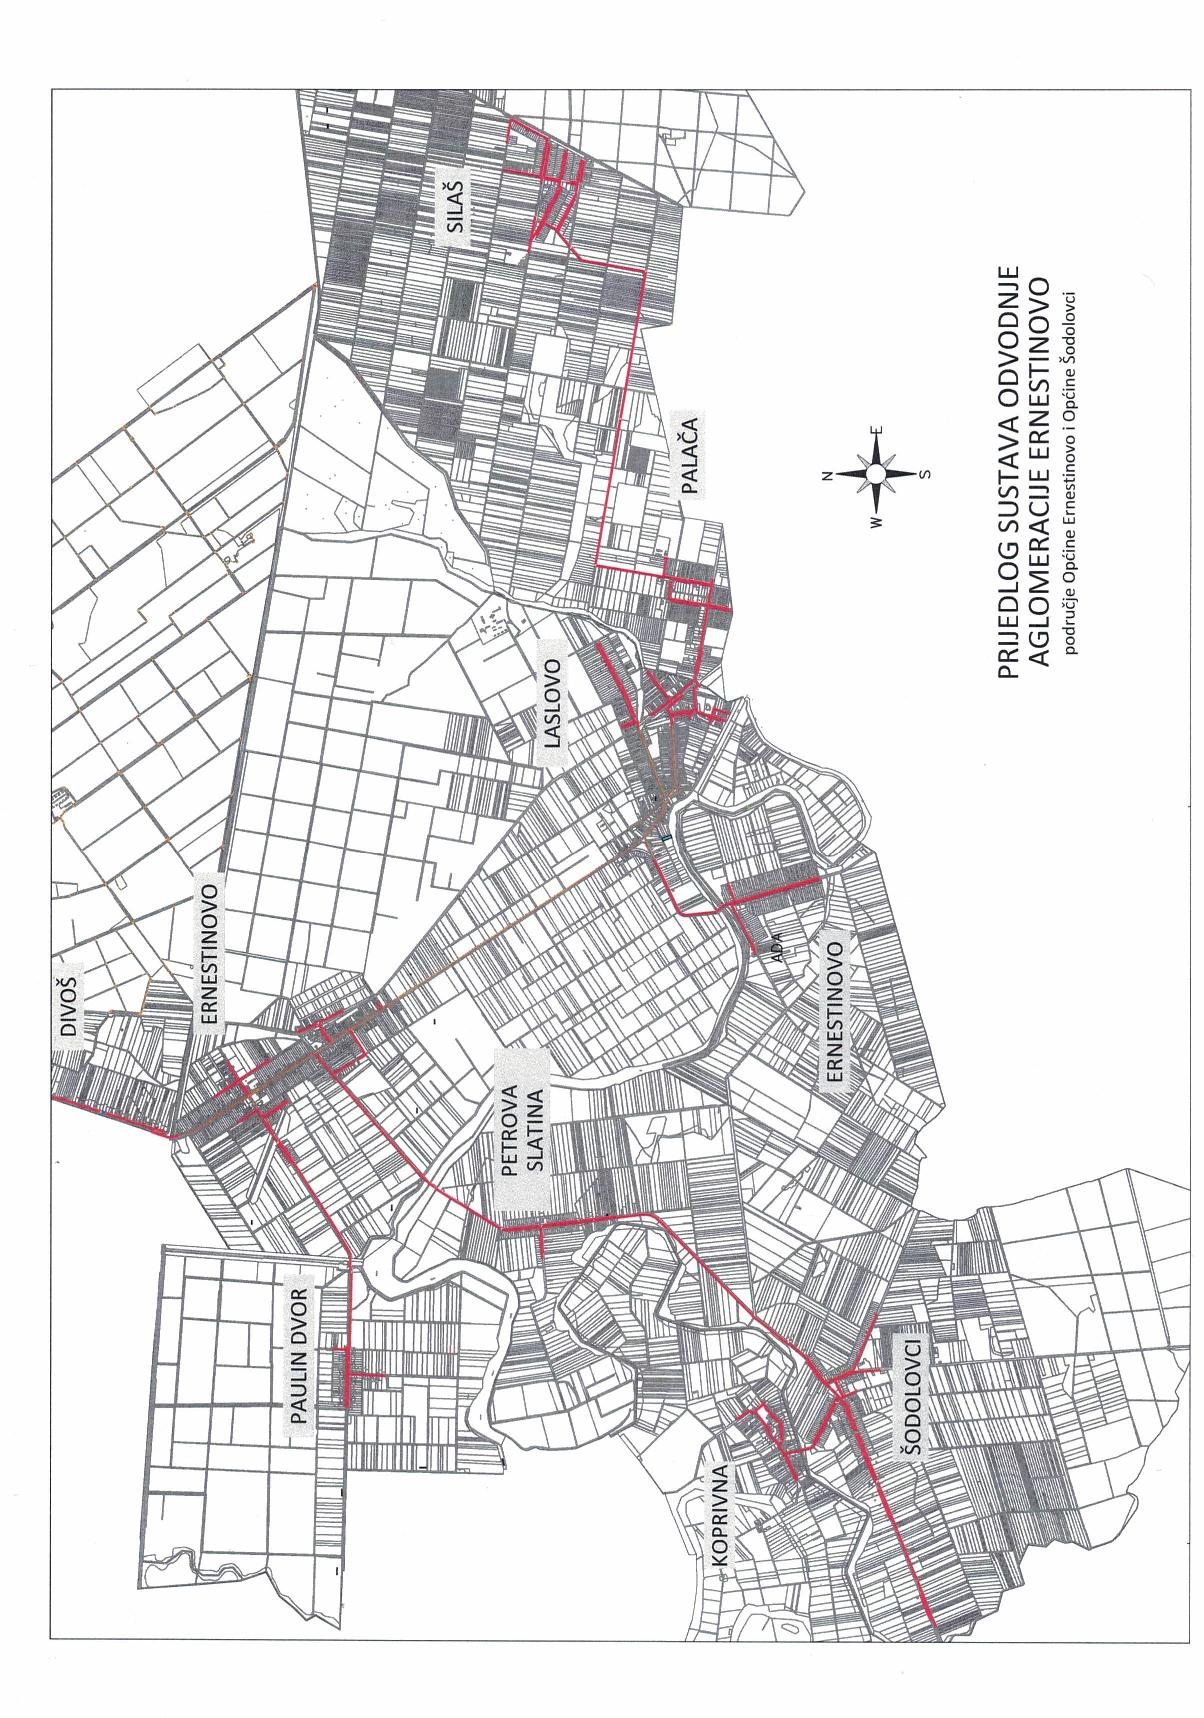 PRIJEDLOG SUSTAVA ODVODNJE
AGLOMERACIJE ERNESTINOVO
područje Općine Ernestinovo i Općine Šodolovci
DIVOŠ
ERNESTINOVO
SILAŠ
PALAČA
LASLOVO
PAULIN DVOR
PETROVA
SLATINA
ADA
ERNESTINOVO
KOPRIVNA
ŠODOLOVCI
N
E
S
W